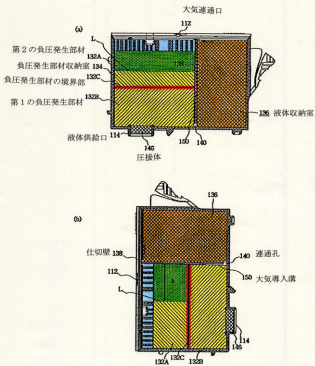 (a)
大気連通口
112
L
第2の負圧発生部材
132A
負圧発生部材収納室
134
132C
負圧発生部材の境界部
第1の負圧発生部材
132B
136
液体収納室
114
液体供給口
146
圧接体
150
140
(b)
136
仕切壁
138
140
連通孔
112
150
大気導入溝
L
114
146
132C
132A
132B